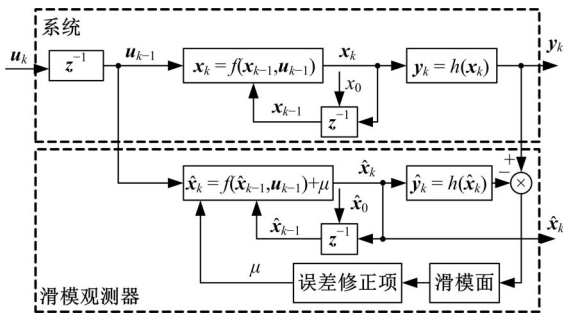 系统
u_k
z⁻¹
u_{k-1}
x_k = f(x_{k-1},u_{k-1})
x_k
y_k = h(x_k)
y_k
x_0
x_{k-1}
z⁻¹
+
−
×
x̂_k = f(x̂_{k-1},u_{k-1})+μ
x̂_k
ŷ_k = h(x̂_k)
x̂_0
x̂_{k-1}
z⁻¹
x̂_k
μ
误差修正项
滑模面
滑模观测器